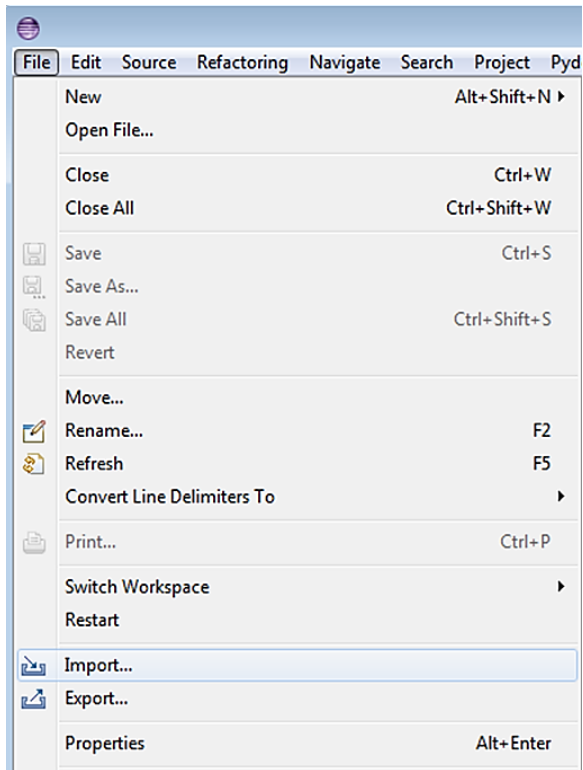 File Edit Source Refactoring Navigate Search Project Pyd
New Alt+Shift+N
Open File...
Close Ctrl+W
Close All Ctrl+Shift+W
Save Ctrl+S
Save As...
Save All Ctrl+Shift+S
Revert
Move...
Rename... F2
Refresh F5
Convert Line Delimiters To
Print... Ctrl+P
Switch Workspace
Restart
Import...
Export...
Properties Alt+Enter